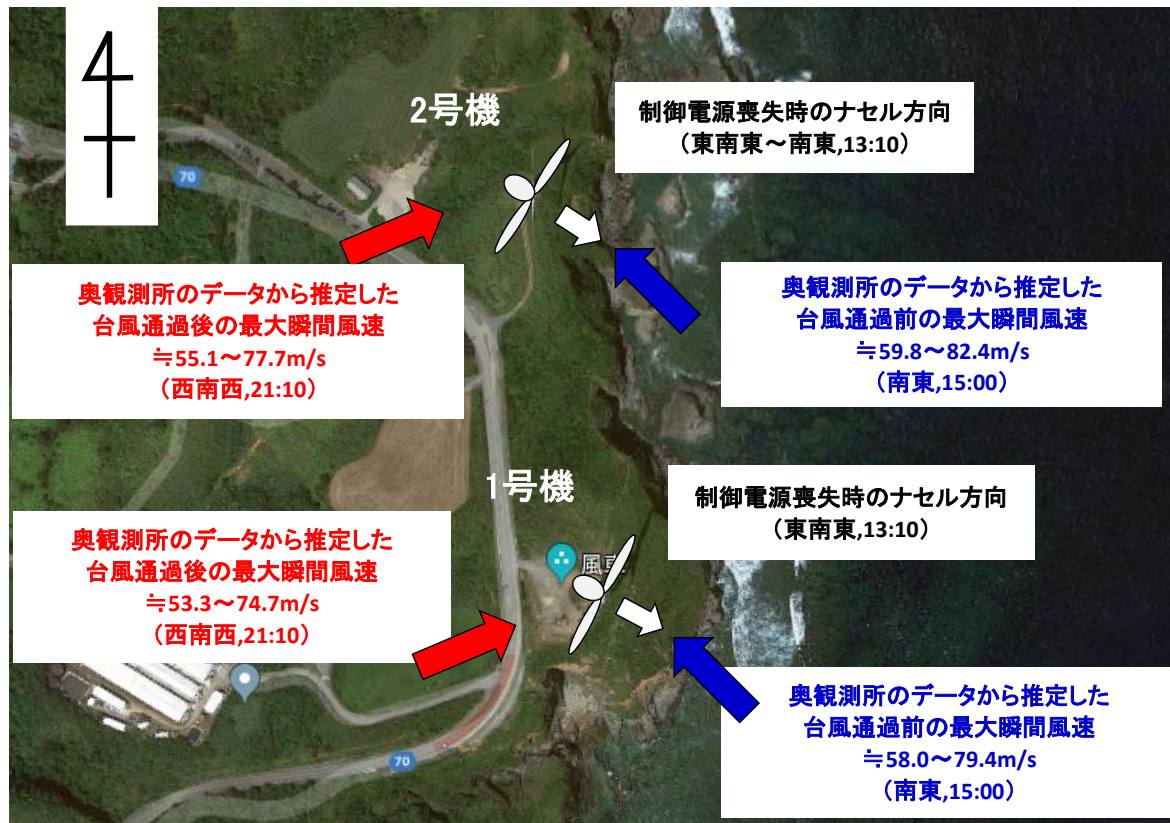 2号機
制御電源喪失時のナセル方向
（東南東～南東,13:10）
70
奥観測所のデータから推定した
台風通過後の最大瞬間風速
≒55.1～77.7m/s
（西南西,21:10）
奥観測所のデータから推定した
台風通過前の最大瞬間風速
≒59.8～82.4m/s
（南東,15:00）
1号機
制御電源喪失時のナセル方向
（東南東,13:10）
奥観測所のデータから推定した
台風通過後の最大瞬間風速
≒53.3～74.7m/s
（西南西,21:10）
風車
奥観測所のデータから推定した
台風通過前の最大瞬間風速
≒58.0～79.4m/s
（南東,15:00）
70